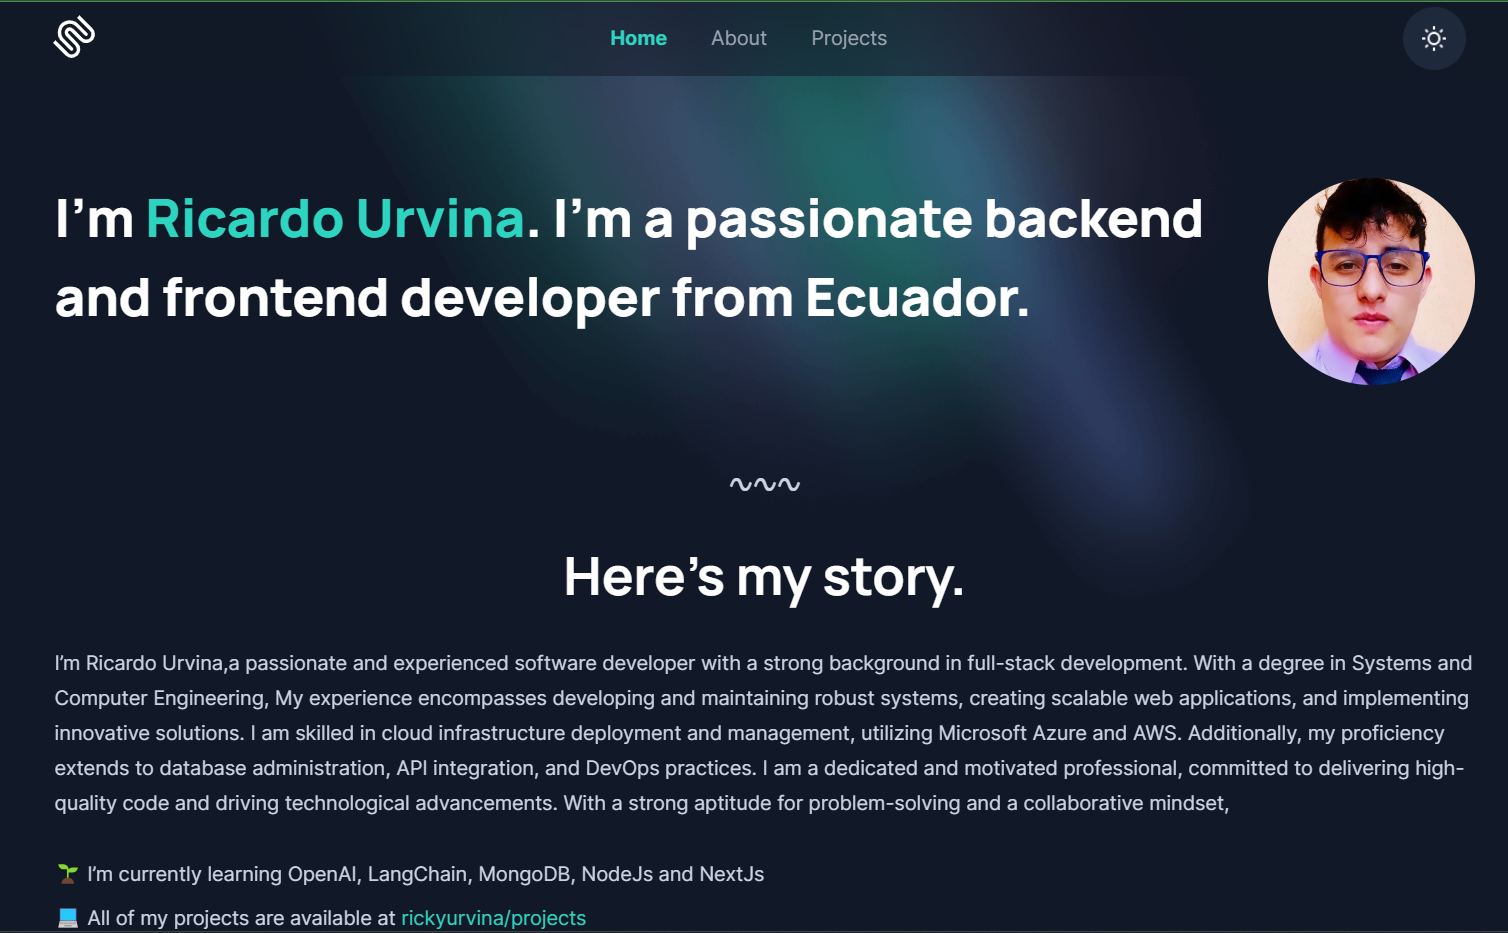 Home About Projects
I’m Ricardo Urvina. I’m a passionate backend
and frontend developer from Ecuador.
Here’s my story.
I’m Ricardo Urvina,a passionate and experienced software developer with a strong background in full-stack development. With a degree in Systems and
Computer Engineering, My experience encompasses developing and maintaining robust systems, creating scalable web applications, and implementing
innovative solutions. I am skilled in cloud infrastructure deployment and management, utilizing Microsoft Azure and AWS. Additionally, my proficiency
extends to database administration, API integration, and DevOps practices. I am a dedicated and motivated professional, committed to delivering high-
quality code and driving technological advancements. With a strong aptitude for problem-solving and a collaborative mindset,
I’m currently learning OpenAI, LangChain, MongoDB, NodeJs and NextJs
All of my projects are available at rickyurvina/projects